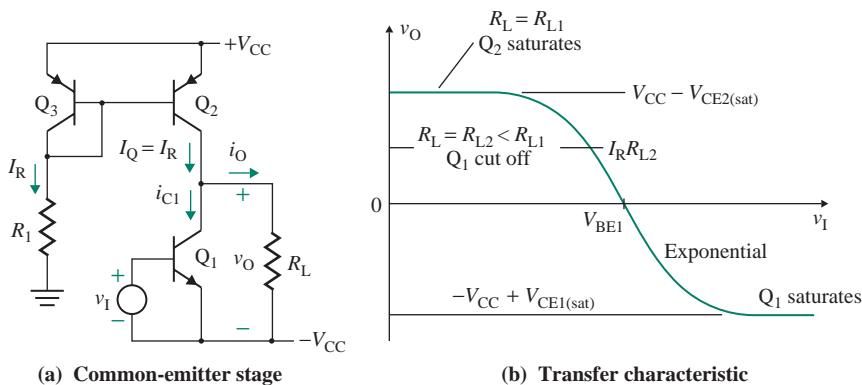 +V_CC
Q_3
Q_2
I_R
I_Q = I_R
i_O
+
i_C1
R_1
Q_1
v_O
R_L
+
v_I
–
–
–V_CC
(a) Common-emitter stage
v_O
R_L = R_L1
Q_2 saturates
V_CC – V_CE2(sat)
R_L = R_L2 < R_L1
Q_1 cut off
I_R R_L2
0
V_BE1
v_I
Exponential
–V_CC + V_CE1(sat)
Q_1 saturates
(b) Transfer characteristic